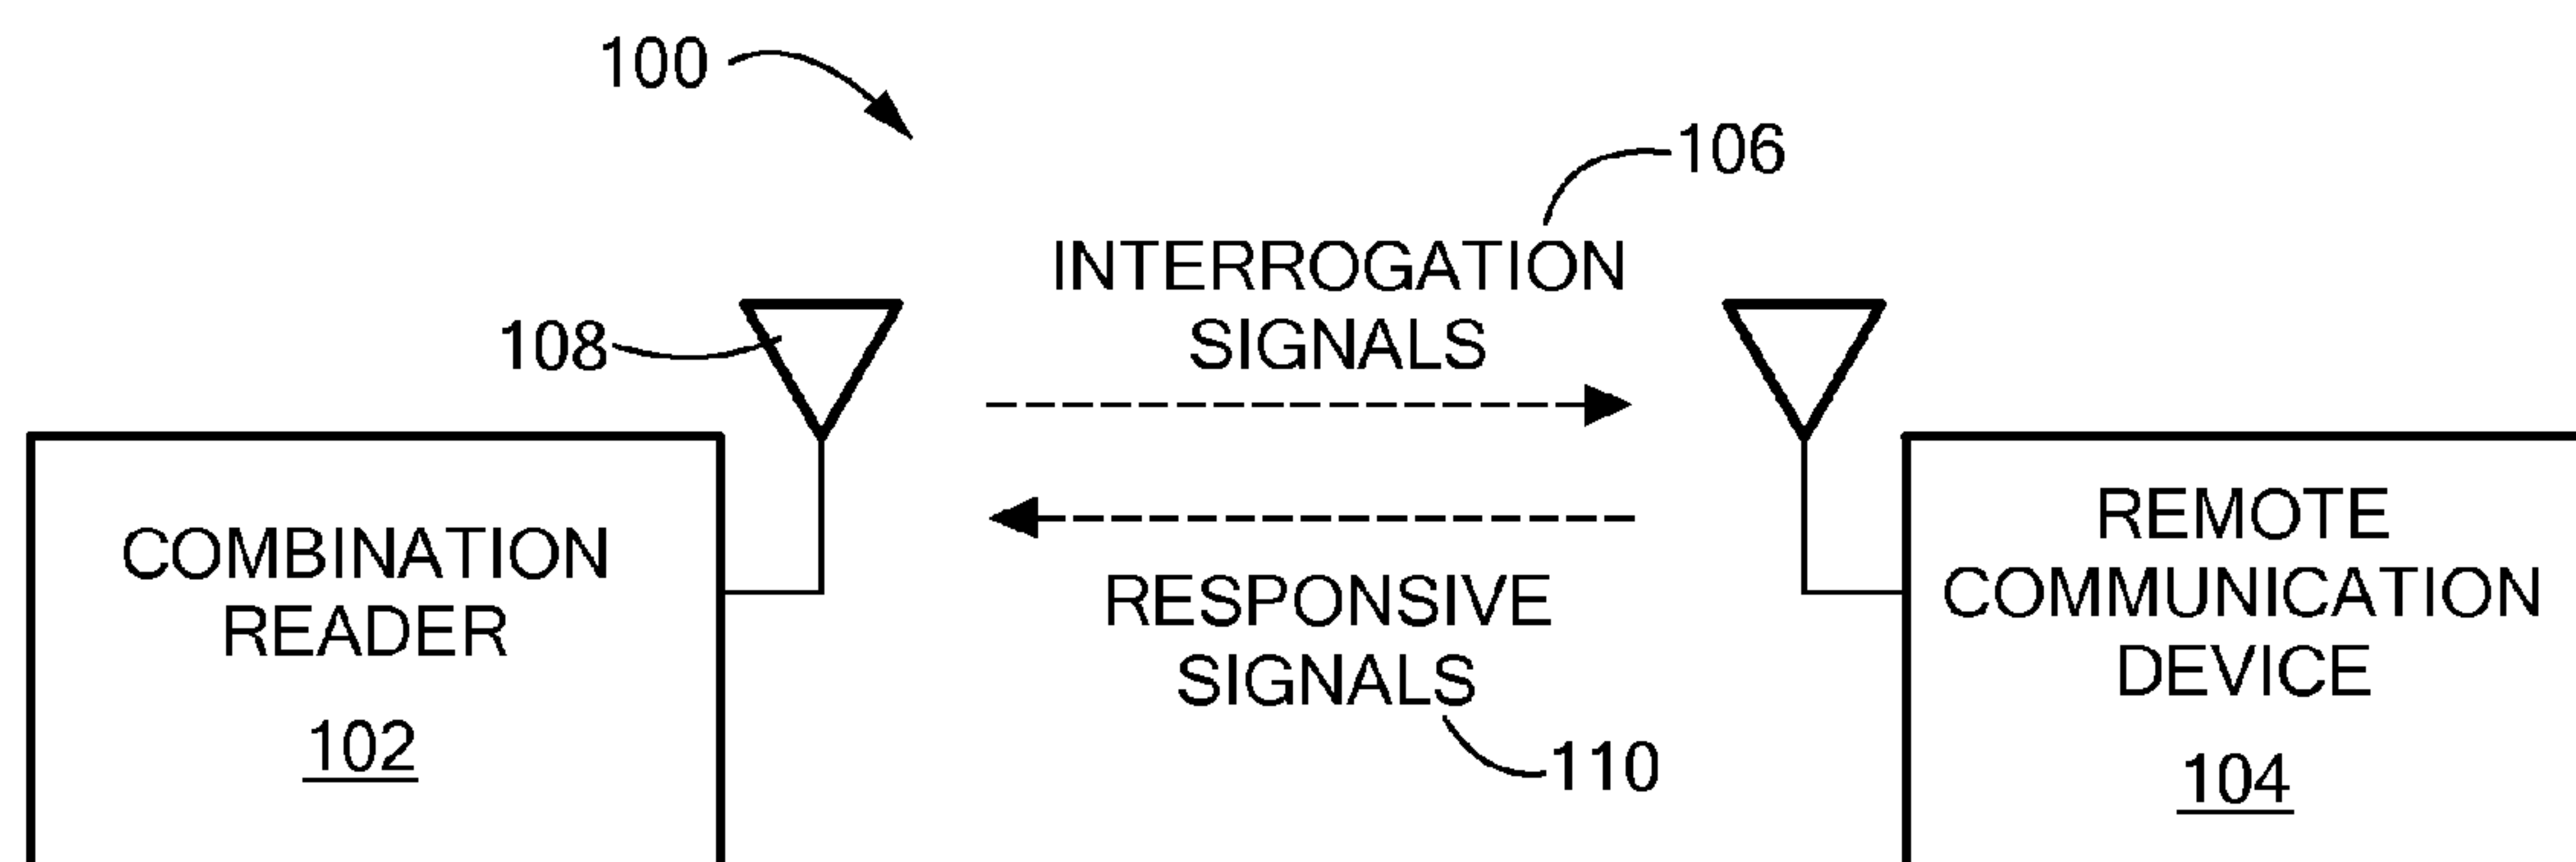 100
106
INTERROGATION
SIGNALS
108
COMBINATION
READER
102
RESPONSIVE
SIGNALS
110
REMOTE
COMMUNICATION
DEVICE
104